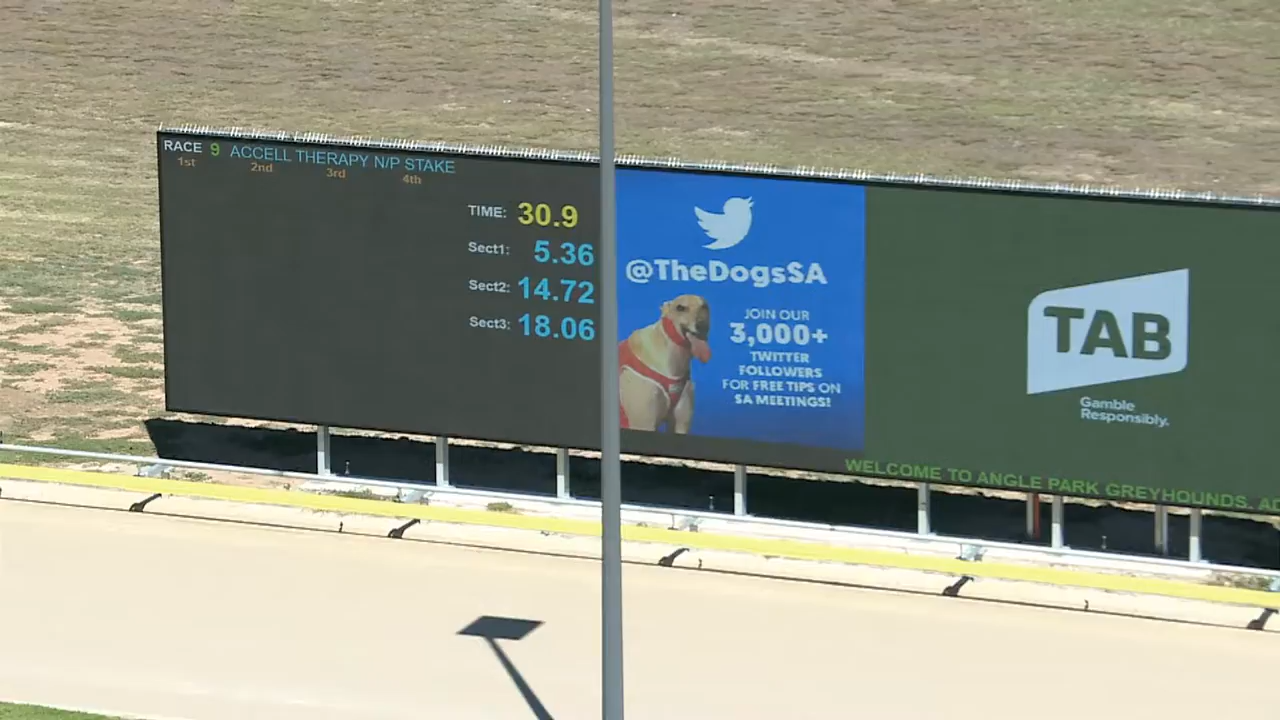 RACE 9 ACCELL THERAPY N/P STAKE
1st 2nd 3rd 4th
TIME: 30.9
Sect1: 5.36
Sect2: 14.72
Sect3: 18.06
@TheDogsSA
JOIN OUR
3,000+
TWITTER
FOLLOWERS
FOR FREE TIPS ON
SA MEETINGS!
TAB
Gamble
Responsibly.
WELCOME TO ANGLE PARK GREYHOUNDS.